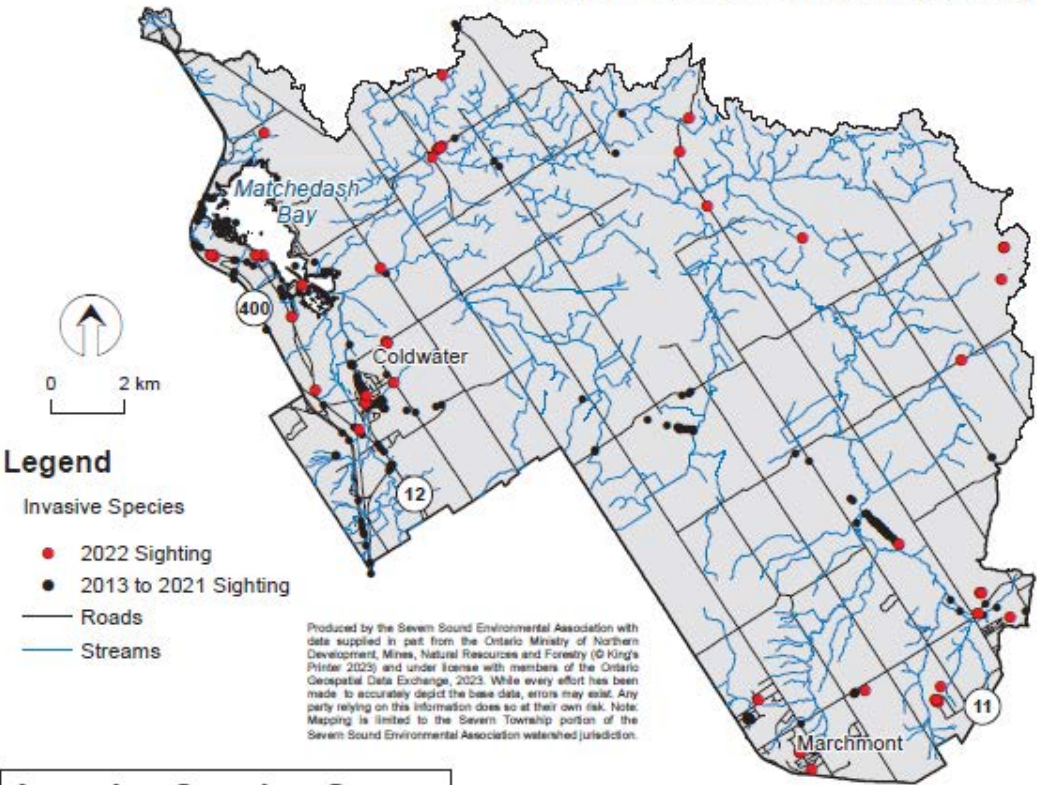 Matchedash
Bay
400
Coldwater
0 2 km
Legend
12
Invasive Species
2022 Sighting
2013 to 2021 Sighting
Roads
Streams
Produced by the Severn Sound Environmental Association with
data supplied in part from the Ontario Ministry of Northern
Development, Mines, Natural Resources and Forestry (© King's
Printer 2023) and under license with members of the Ontario
Geospatial Data Exchange, 2023. While every effort has been
made to accurately depict the base data, errors may exist. Any
party relying on this information does so at their own risk. Note:
Mapping is limited to the Severn Township portion of the
Severn Sound Environmental Association watershed jurisdiction.
11
Marchmont